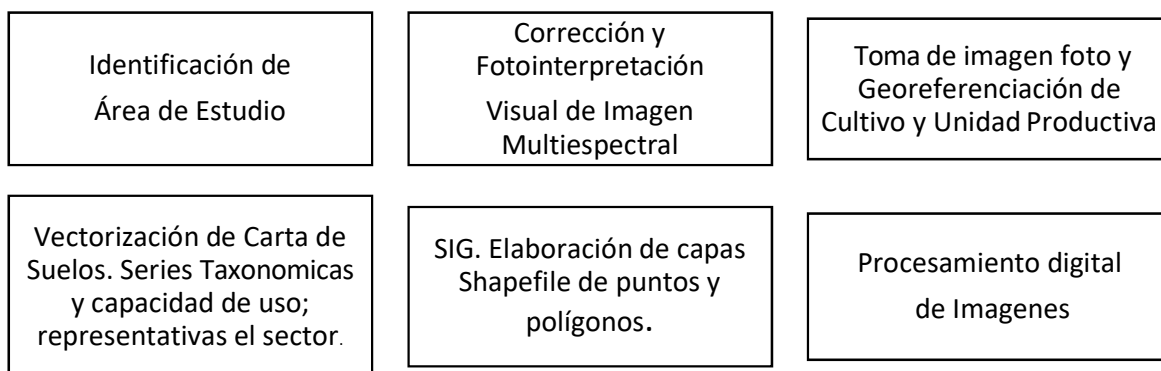 Identificación de
Área de Estudio
Corrección y
Fotointerpretación
Visual de Imagen
Multiespectral
Toma de imagen foto y
Georeferenciación de
Cultivo y Unidad Productiva
Vectorización de Carta de
Suelos. Series Taxonomicas
y capacidad de uso;
representativas el sector.
SIG. Elaboración de capas
Shapefile de puntos y
polígonos.
Procesamiento digital
de Imagenes